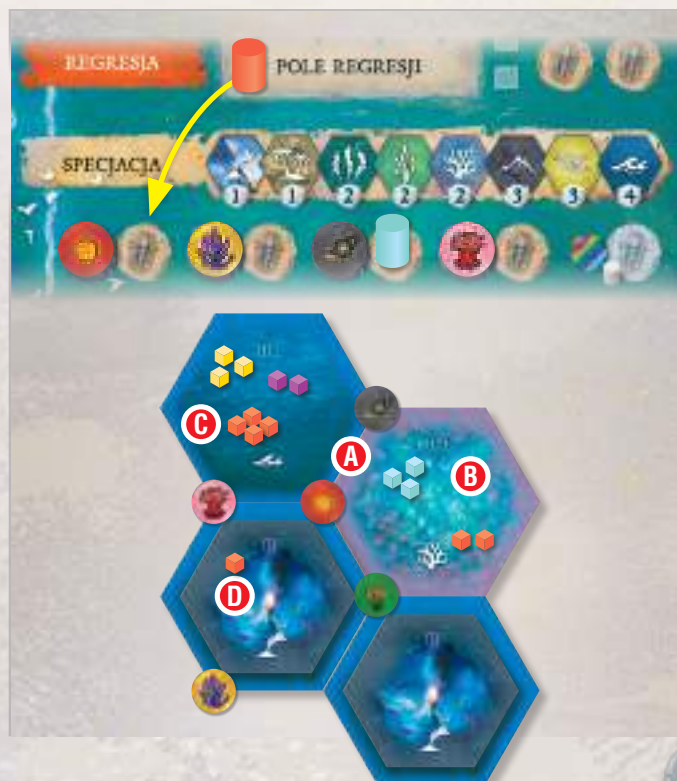 REGRESJA
POLE REGRESJI
SPECJACJA
1 1 2 2 2 3 3 4
C
A
B
D